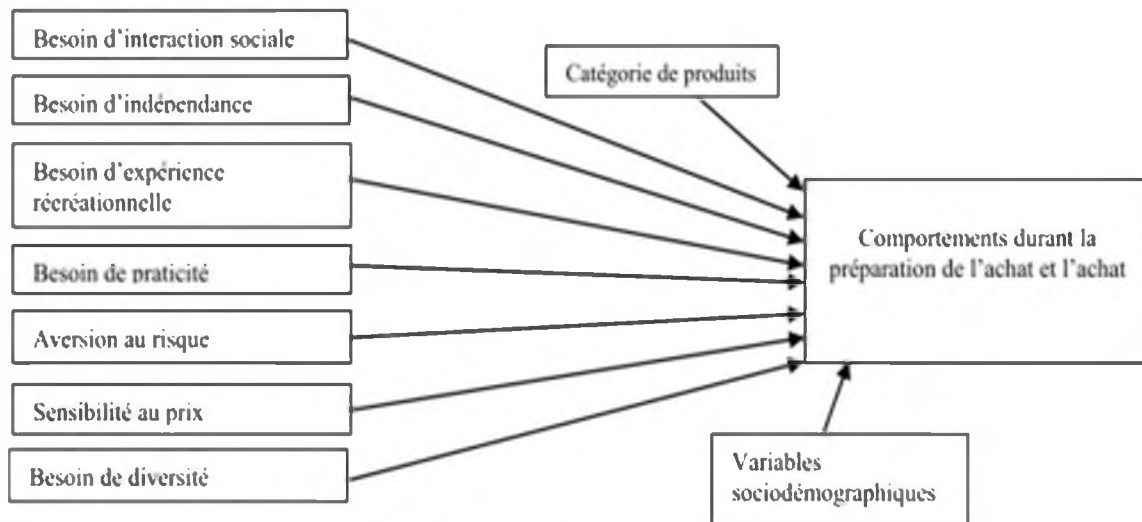 Besoin d'interaction sociale
Catégorie de produits
Besoin d'indépendance
Besoin d'expérience
récréationnelle
Comportements durant la
préparation de l'achat et l'achat
Besoin de praticité
Aversion au risque
Sensibilité au prix
Besoin de diversité
Variables
sociodémographiques